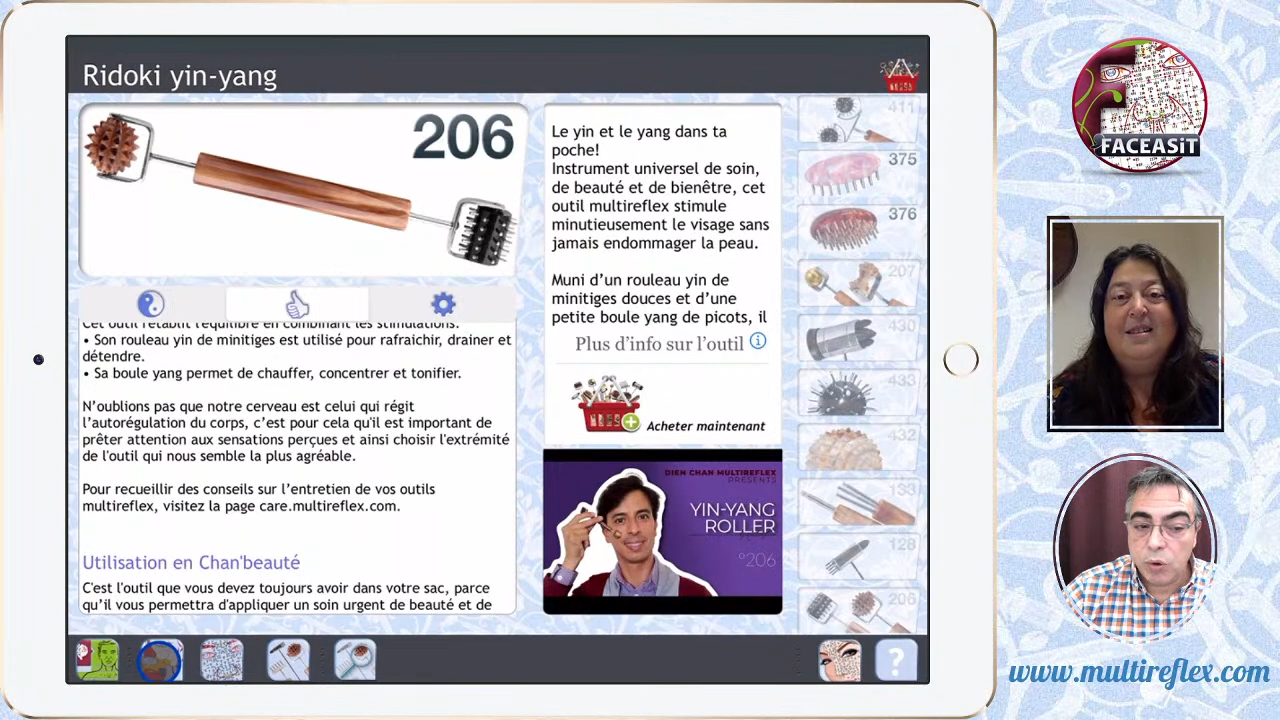 Ridoki yin-yang
206
Cet outil rétablit l'équilibre en combinant les stimulations.
• Son rouleau yin de minitiges est utilisé pour rafraichir, drainer et
détendre.
• Sa boule yang permet de chauffer, concentrer et tonifier.
N'oublions pas que notre cerveau est celui qui régit
l'autorégulation du corps, c'est pour cela qu'il est important de
prêter attention aux sensations perçues et ainsi choisir l'extrémité
de l'outil qui nous semble la plus agréable.
Pour recueillir des conseils sur l'entretien de vos outils
multireflex, visitez la page care.multireflex.com.
Utilisation en Chan'beauté
C'est l'outil que vous devez toujours avoir dans votre sac, parce
qu'il vous permettra d'appliquer un soin urgent de beauté et de
Le yin et le yang dans ta
poche!
Instrument universel de soin,
de beauté et de bienêtre, cet
outil multireflex stimule
minutieusement le visage sans
jamais endommager la peau.
Muni d'un rouleau yin de
minitiges douces et d'une
petite boule yang de picots, il
Plus d'info sur l'outil
Acheter maintenant
DIEN CHAN MULTIREFLEX
PRESENTS
YIN-YANG
ROLLER
°206
411
375
376
207
430
433
432
133
128
206
?
FACEASiT
www.multireflex.com